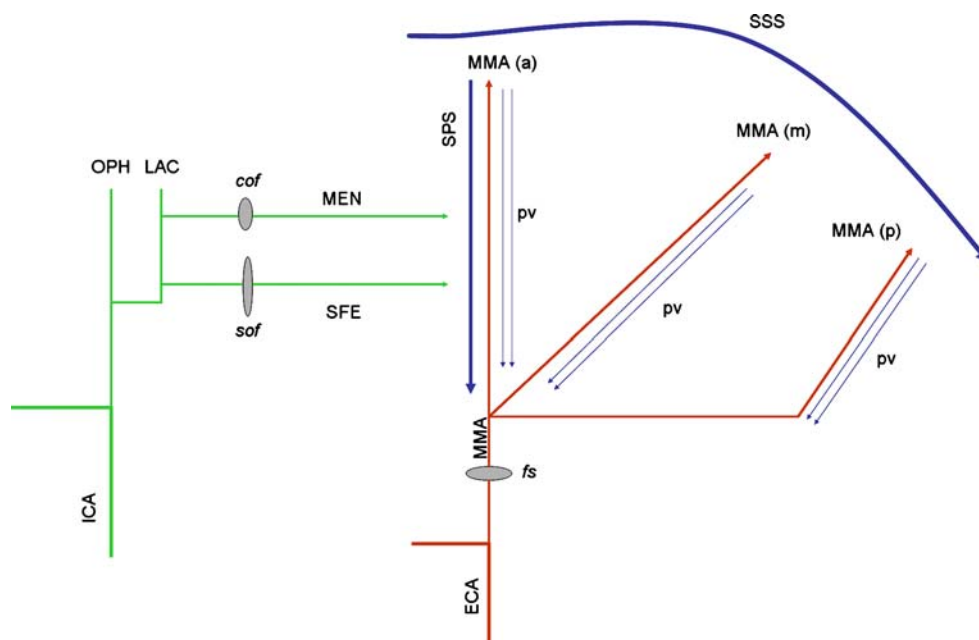 SSS
MMA (a)
SPS
MMA (m)
OPH LAC
cof
MEN
pv
MMA (p)
sof
SFE
pv
pv
MMA
fs
ICA
ECA